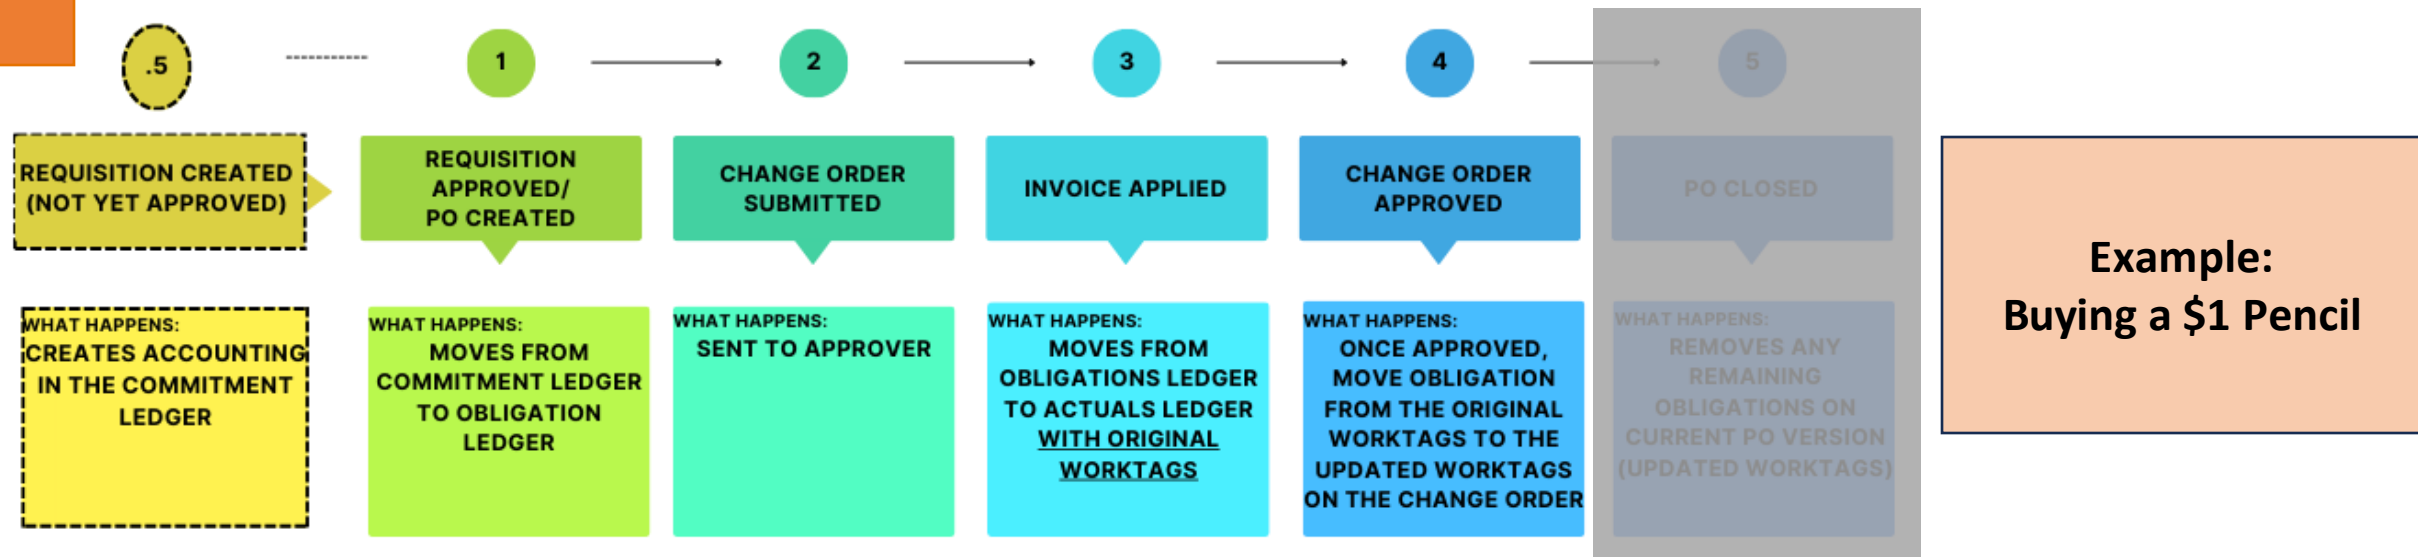 .5
1
2
3
4
5
REQUISITION CREATED
(NOT YET APPROVED)
REQUISITION
APPROVED/
PO CREATED
CHANGE ORDER
SUBMITTED
INVOICE APPLIED
CHANGE ORDER
APPROVED
PO CLOSED
WHAT HAPPENS:
CREATES ACCOUNTING
IN THE COMMITMENT
LEDGER
WHAT HAPPENS:
MOVES FROM
COMMITMENT LEDGER
TO OBLIGATION
LEDGER
WHAT HAPPENS:
SENT TO APPROVER
WHAT HAPPENS:
MOVES FROM
OBLIGATIONS LEDGER
TO ACTUALS LEDGER
WITH ORIGINAL
WORKTAGS
WHAT HAPPENS:
ONCE APPROVED,
MOVE OBLIGATION
FROM THE ORIGINAL
WORKTAGS TO THE
UPDATED WORKTAGS
ON THE CHANGE ORDER
WHAT HAPPENS:
REMOVES ANY
REMAINING
OBLIGATIONS ON
CURRENT PO VERSION
(UPDATED WORKTAGS)
Example:
Buying a $1 Pencil